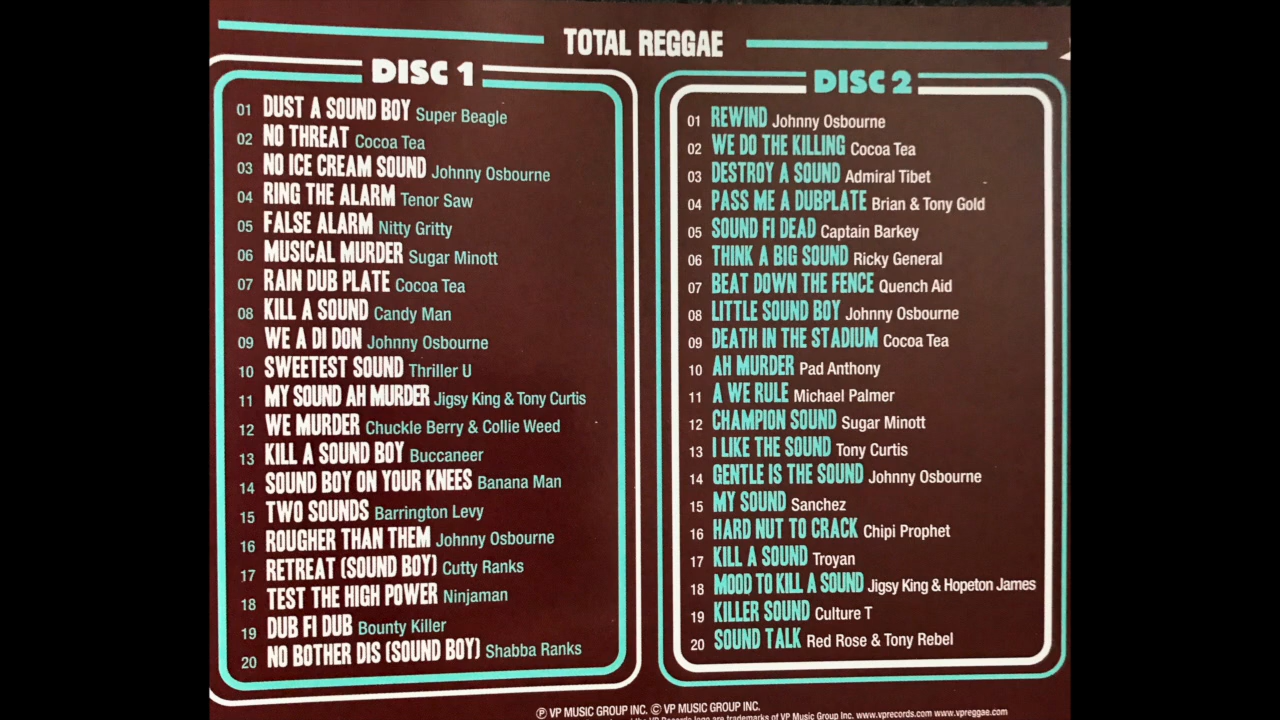 TOTAL REGGAE
DISC 1
01 DUST A SOUND BOY Super Beagle
02 NO THREAT Cocoa Tea
03 NO ICE CREAM SOUND Johnny Osbourne
04 RING THE ALARM Tenor Saw
05 FALSE ALARM Nitty Gritty
06 MUSICAL MURDER Sugar Minott
07 RAIN DUB PLATE Cocoa Tea
08 KILL A SOUND Candy Man
09 WE A DI DON Johnny Osbourne
10 SWEETEST SOUND Thriller U
11 MY SOUND AH MURDER Jigsy King & Tony Curtis
12 WE MURDER Chuckle Berry & Collie Weed
13 KILL A SOUND BOY Buccaneer
14 SOUND BOY ON YOUR KNEES Banana Man
15 TWO SOUNDS Barrington Levy
16 ROUGHER THAN THEM Johnny Osbourne
17 RETREAT (SOUND BOY) Cutty Ranks
18 TEST THE HIGH POWER Ninjaman
19 DUB FI DUB Bounty Killer
20 NO BOTHER DIS (SOUND BOY) Shabba Ranks
DISC 2
01 REWIND Johnny Osbourne
02 WE DO THE KILLING Cocoa Tea
03 DESTROY A SOUND Admiral Tibet
04 PASS ME A DUBPLATE Brian & Tony Gold
05 SOUND FI DEAD Captain Barkey
06 THINK A BIG SOUND Ricky General
07 BEAT DOWN THE FENCE Quench Aid
08 LITTLE SOUND BOY Johnny Osbourne
09 DEATH IN THE STADIUM Cocoa Tea
10 AH MURDER Pad Anthony
11 A WE RULE Michael Palmer
12 CHAMPION SOUND Sugar Minott
13 I LIKE THE SOUND Tony Curtis
14 GENTLE IS THE SOUND Johnny Osbourne
15 MY SOUND Sanchez
16 HARD NUT TO CRACK Chipi Prophet
17 KILL A SOUND Troyan
18 MOOD TO KILL A SOUND Jigsy King & Hopeton James
19 KILLER SOUND Culture T
20 SOUND TALK Red Rose & Tony Rebel
℗ VP MUSIC GROUP INC. © VP MUSIC GROUP INC.
the VP Records logo are trademarks of VP Music Group Inc. www.vprecords.com www.vpreggae.com